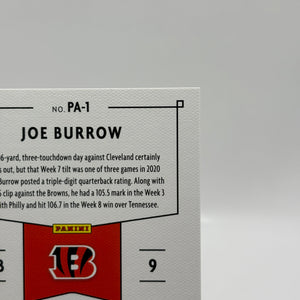 NO. PA-1
JOE BURROW
6-yard, three-touchdown day against Cleveland certainly
out, but that Week 7 tilt was one of three games in 2020
Burrow posted a triple-digit quarterback rating. Along with
clip against the Browns, he had a 105.5 mark in the Week 3
with Philly and hit 106.7 in the Week 8 win over Tennessee.
PANINI
B
9